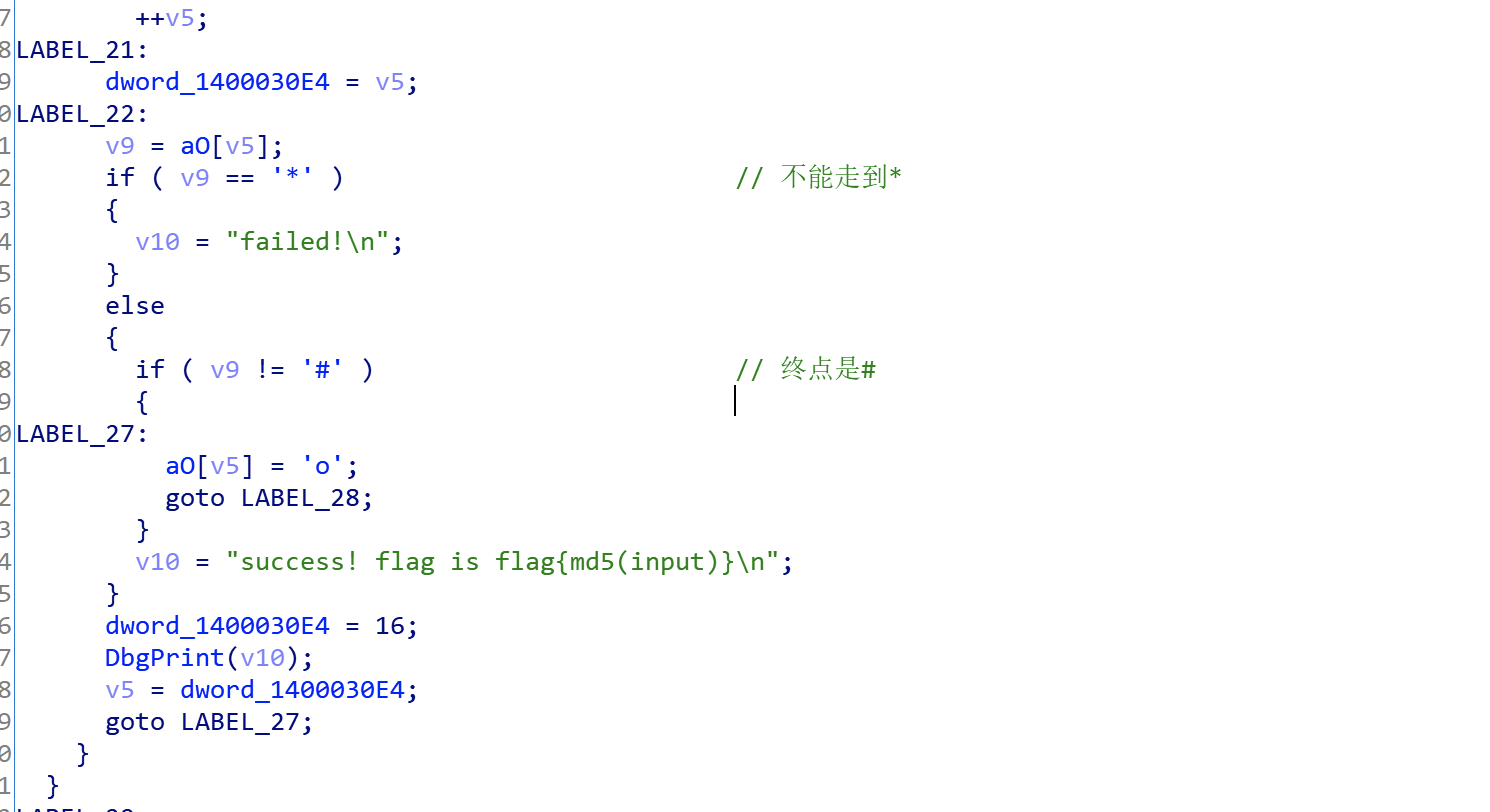 7 ++v5;
8 LABEL_21:
9 dword_1400030E4 = v5;
0 LABEL_22:
1 v9 = aO[v5];
2 if ( v9 == '*' ) // 不能走到*
3 {
4 v10 = "failed!\n";
5 }
6 else
7 {
8 if ( v9 != '#' ) // 终点是#
9 {
0 LABEL_27:
1 aO[v5] = 'o';
2 goto LABEL_28;
3 }
4 v10 = "success! flag is flag{md5(input)}\n";
5 }
6 dword_1400030E4 = 16;
7 DbgPrint(v10);
8 v5 = dword_1400030E4;
9 goto LABEL_27;
0 }
1 }